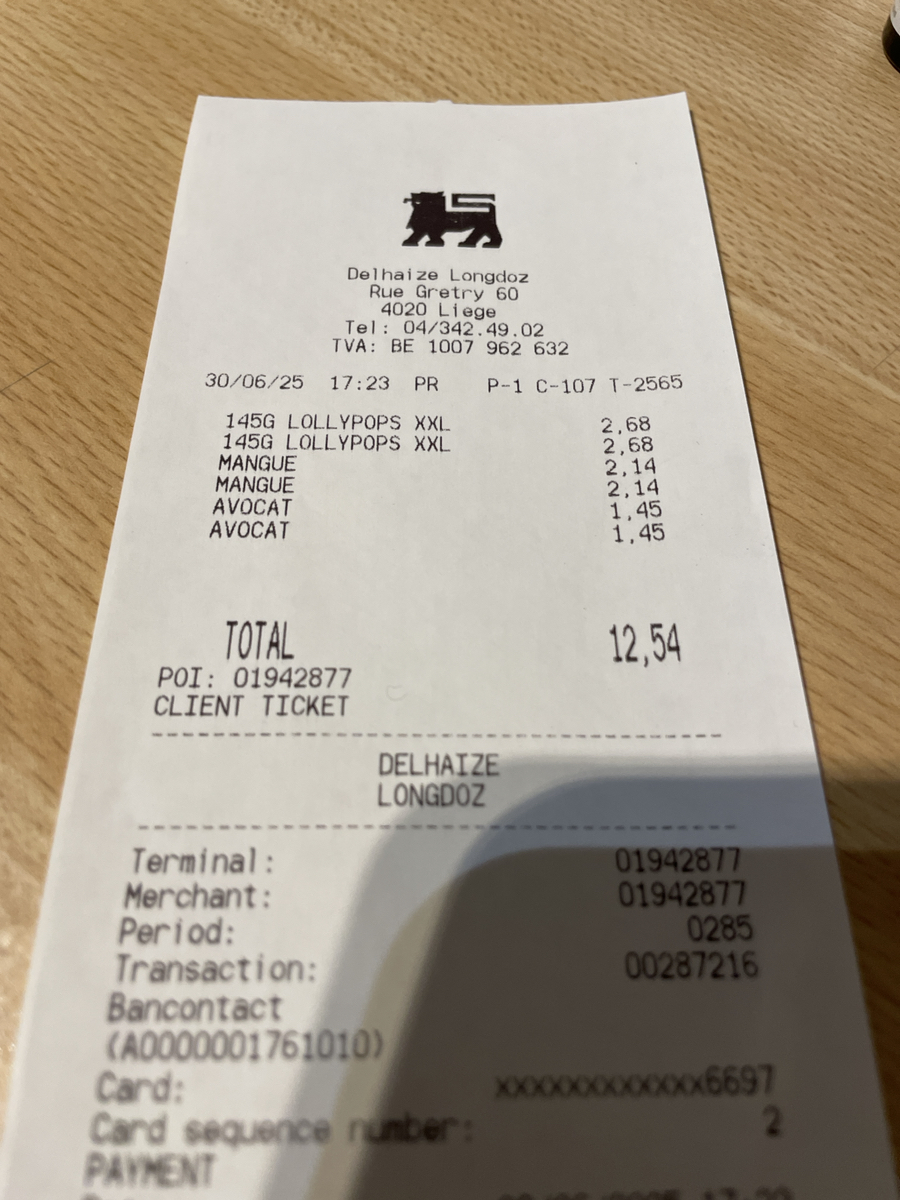 Delhaize Longdoz
Rue Gretry 60
4020 Liege
Tel: 04/342.49.02
TVA: BE 1007 962 632
30/06/25 17:23 PR P-1 C-107 T-2565
145G LOLLYPOPS XXL 2,68
145G LOLLYPOPS XXL 2,68
MANGUE 2,14
MANGUE 2,14
AVOCAT 1,45
AVOCAT 1,45
TOTAL 12,54
POI: 01942877
CLIENT TICKET
DELHAIZE
LONGDOZ
Terminal: 01942877
Merchant: 01942877
Period: 0285
Transaction: 00287216
Bancontact
(A0000001761010)
Card: xxxxxxxxxxxxx6697
Card sequence number: 2
PAYMENT